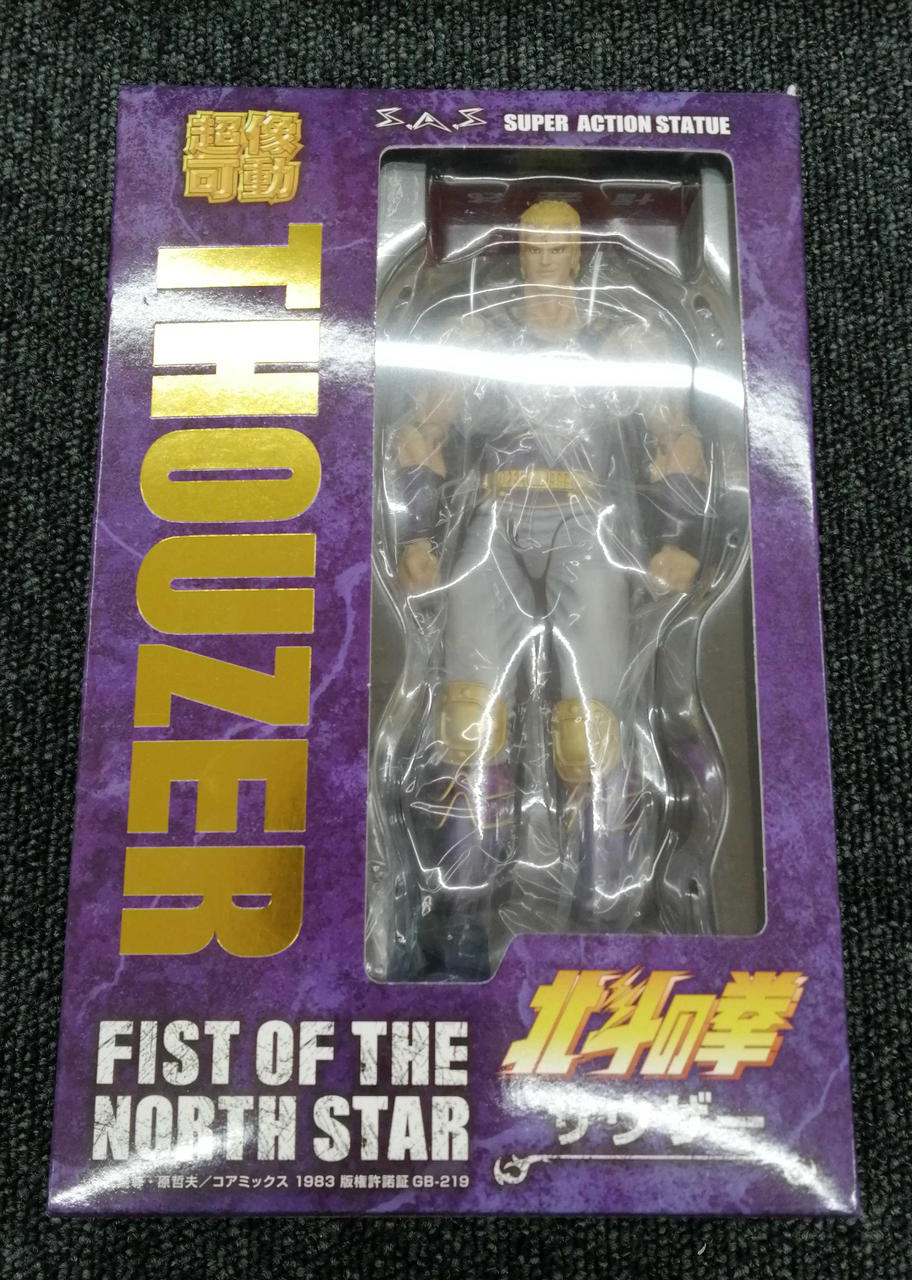 超像
可動
S.A.S SUPER ACTION STATUE
THOUZER
FIST OF THE
NORTH STAR
北斗の拳
サウザー
・原哲夫/コアミックス 1983 版権許諾証 GB-219